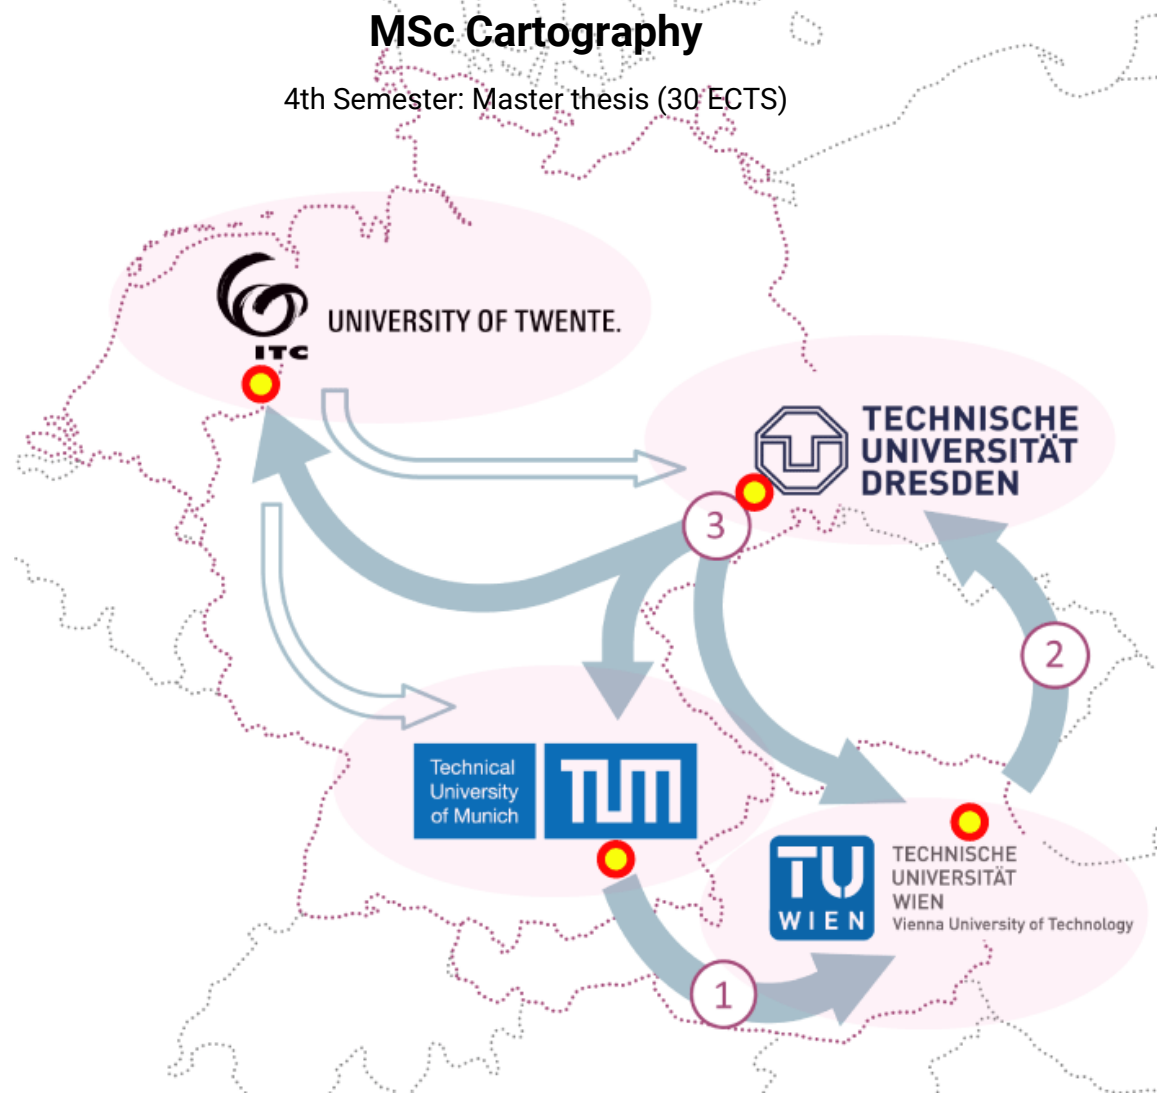 MSc Cartography
4th Semester: Master thesis (30 ECTS)
ITC
UNIVERSITY OF TWENTE.
TECHNISCHE
UNIVERSITÄT
DRESDEN
3
2
Technical
University
of Munich
TUM
TU
WIEN
TECHNISCHE
UNIVERSITÄT
WIEN
Vienna University of Technology
1